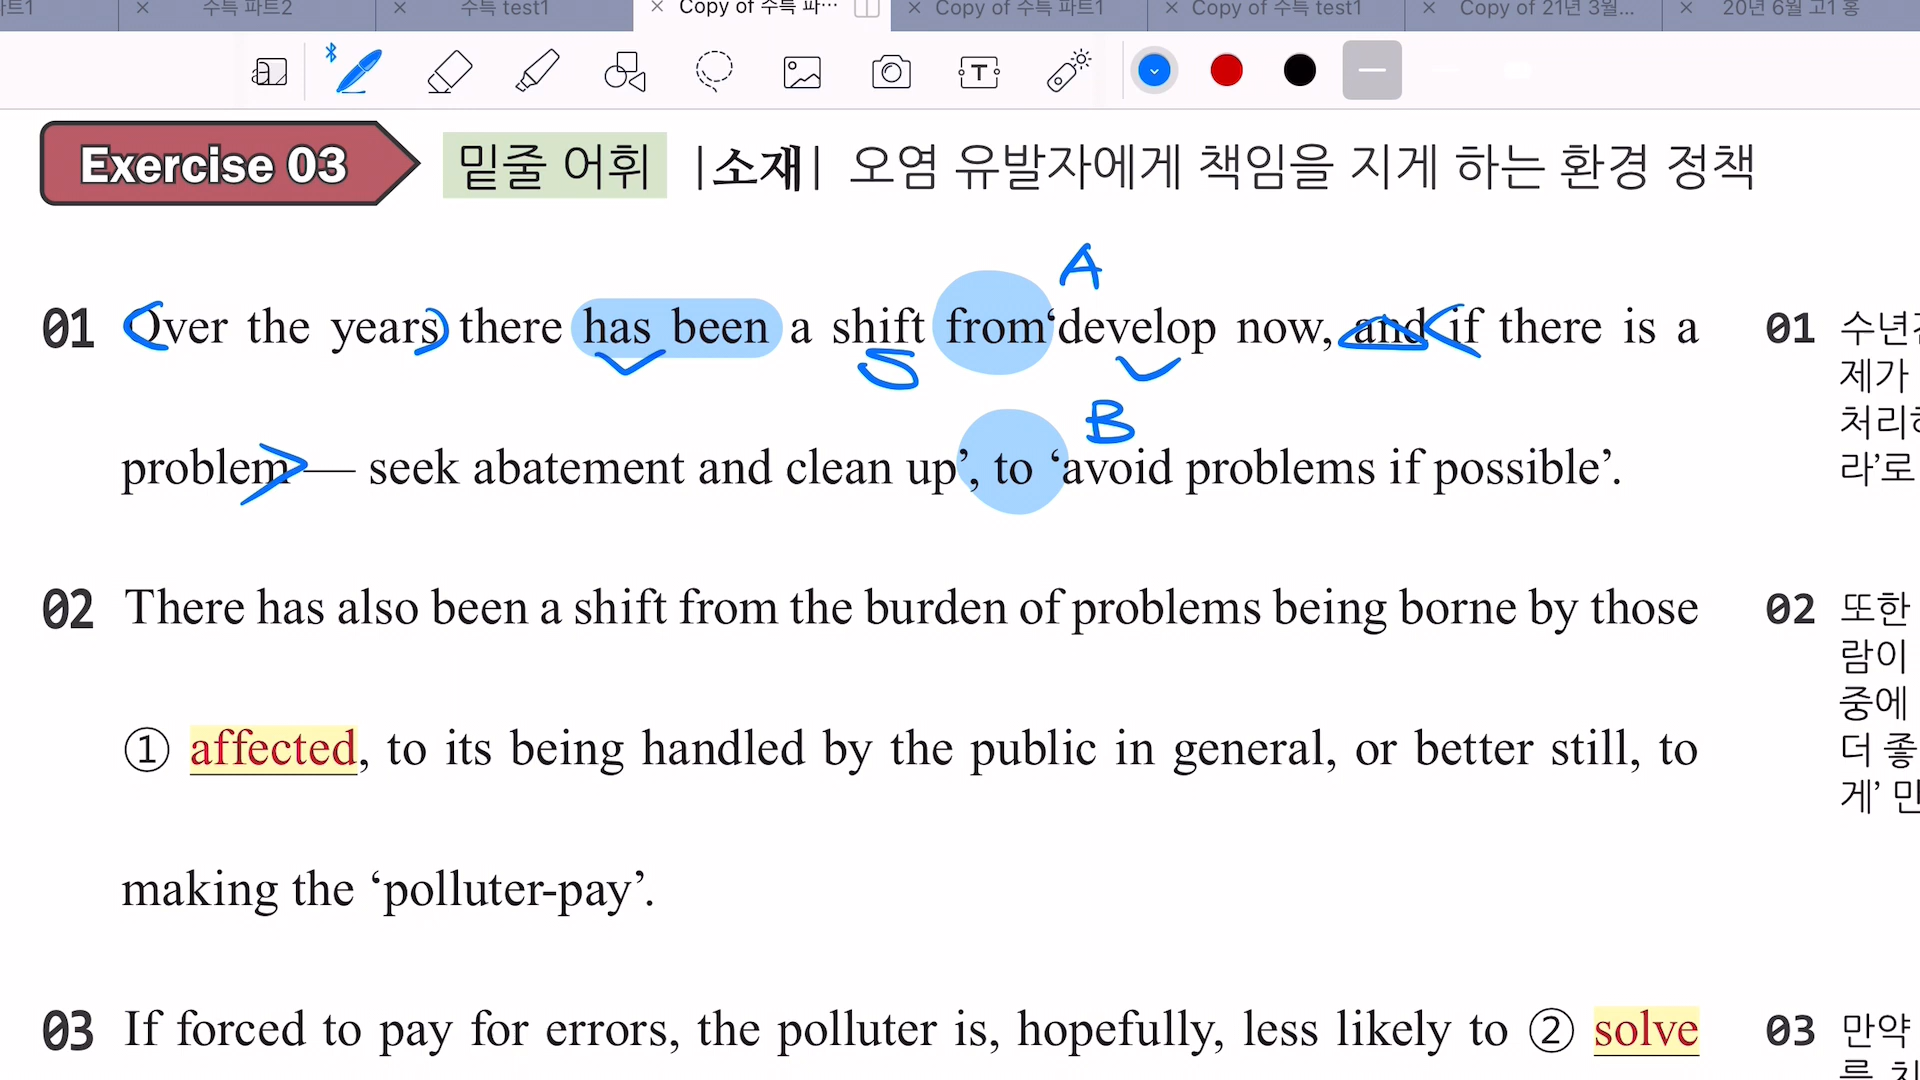 트1 × 수특 파트2 × 수특 test1 × Copy of 수특 파… × Copy of 수특 파트1 × Copy of 수특 test1 × Copy of 21년 3월... × 20년 6월 고1 홍
Exercise 03 밑줄 어휘 |소재| 오염 유발자에게 책임을 지게 하는 환경 정책
A
01 Over the years there has been a shift from ‘develop now, and if there is a
S
B
problem — seek abatement and clean up’, to ‘avoid problems if possible’.
02 There has also been a shift from the burden of problems being borne by those
① affected, to its being handled by the public in general, or better still, to
making the ‘polluter-pay’.
03 If forced to pay for errors, the polluter is, hopefully, less likely to ② solve
01
제가
라’로
02 또한
람이
중에
게’
03 만약